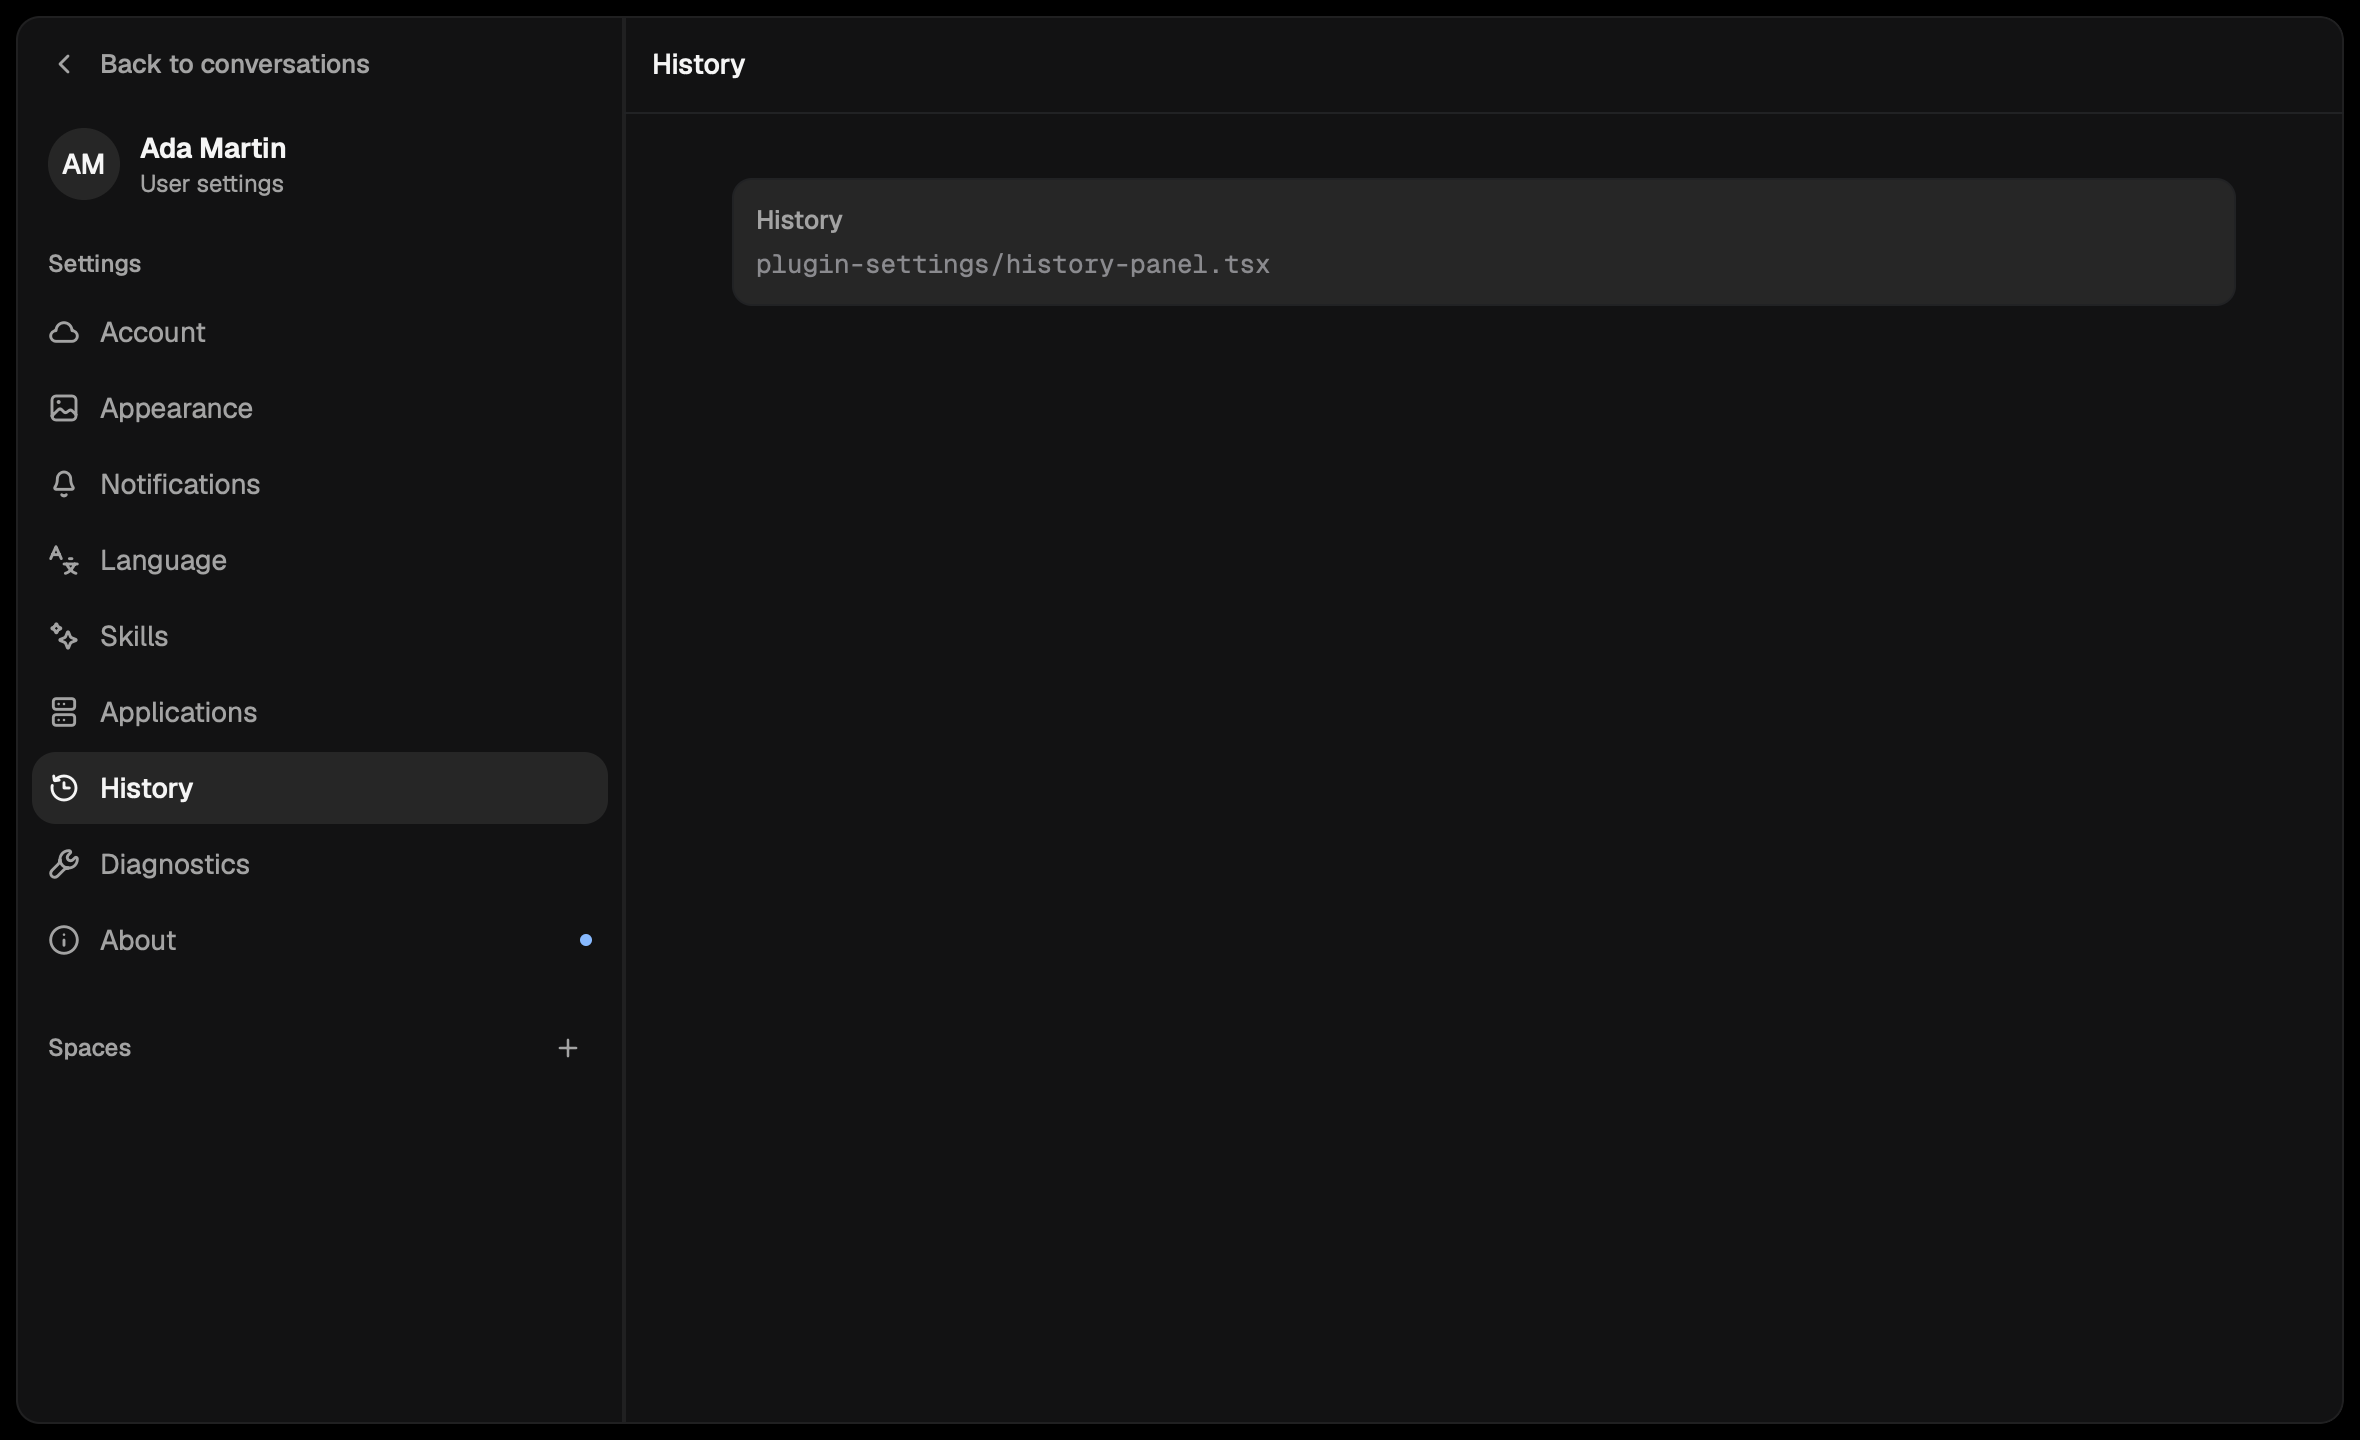 Back to conversations
AM
Ada Martin
User settings
Settings
Account
Appearance
Notifications
Language
Skills
Applications
History
Diagnostics
About
Spaces
History
History
plugin-settings/history-panel.tsx